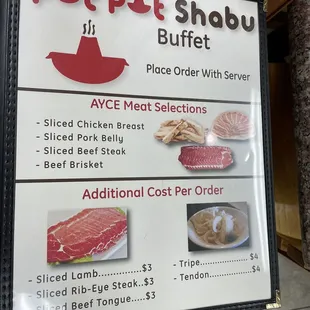 Hot Pot Shabu
Buffet
Place Order With Server
AYCE Meat Selections
- Sliced Chicken Breast
- Sliced Pork Belly
- Sliced Beef Steak
- Beef Brisket
Additional Cost Per Order
- Sliced Lamb..............$3
- Sliced Rib-Eye Steak..$3
Sliced Beef Tongue....$3
- Tripe...................$4
- Tendon..................$4